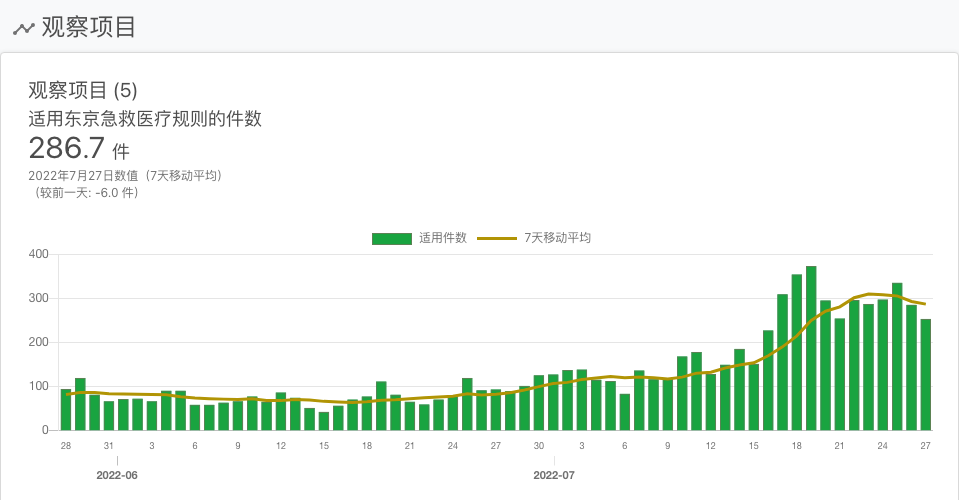 观察项目
观察项目 (5)
适用东京急救医疗规则的件数
286.7 件
2022年7月27日数值（7天移动平均）
（较前一天: -6.0 件）
适用件数 7天移动平均
400
300
200
100
0
28 31 3 6 9 12 15 18 21 24 27 30 3 6 9 12 15 18 21 24 27
2022-06 2022-07